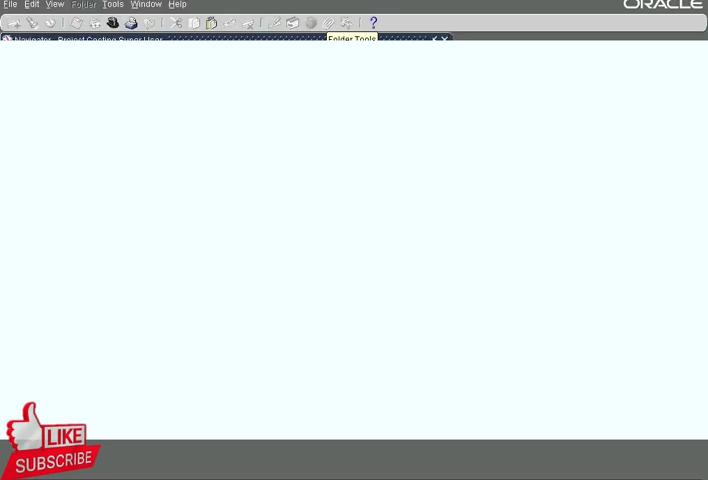 File Edit View Folder Tools Window Help
ORACLE
Navigator - Project Costing Super User
Folder Tools
LIKE
SUBSCRIBE